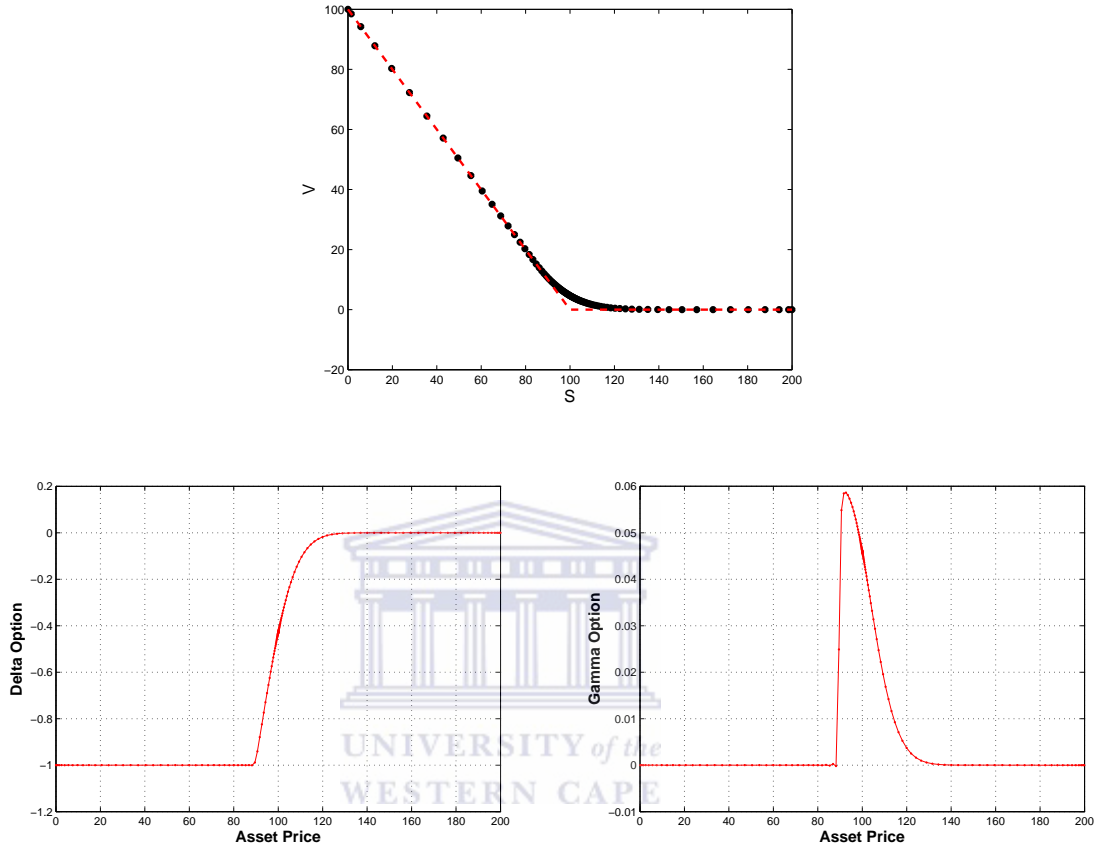 100
80
60
40
20
0
−20
V
0 20 40 60 80 100 120 140 160 180 200
S
0.2
0
−0.2
−0.4
−0.6
−0.8
−1
−1.2
Delta Option
0 20 40 60 80 100 120 140 160 180 200
Asset Price
0.06
0.05
0.04
0.03
0.02
0.01
0
−0.01
Gamma Option
0 20 40 60 80 100 120 140 160 180 200
Asset Price
UNIVERSITY of the
WESTERN CAPE